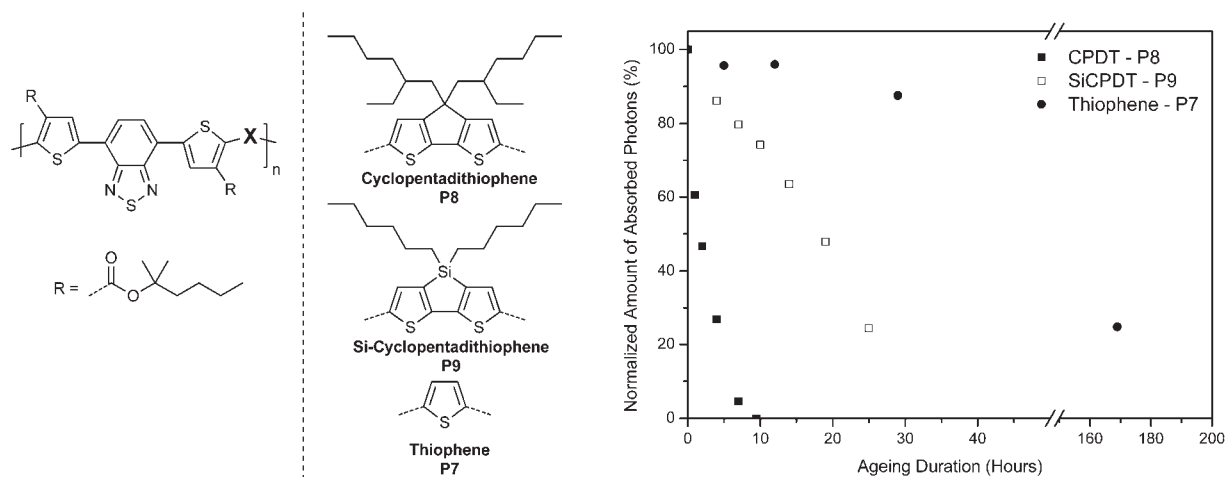 R
S
S
X
n
S
N
N
S
R
R =
O
O
S
S
Cyclopentadithiophene
P8
Si
S
S
Si-Cyclopentadithiophene
P9
S
Thiophene
P7
Normalized Amount of Absorbed Photons (%)
100
80
60
40
20
0
CPDT - P8
SiCPDT - P9
Thiophene - P7
0 10 20 30 40 160 180 200
Ageing Duration (Hours)